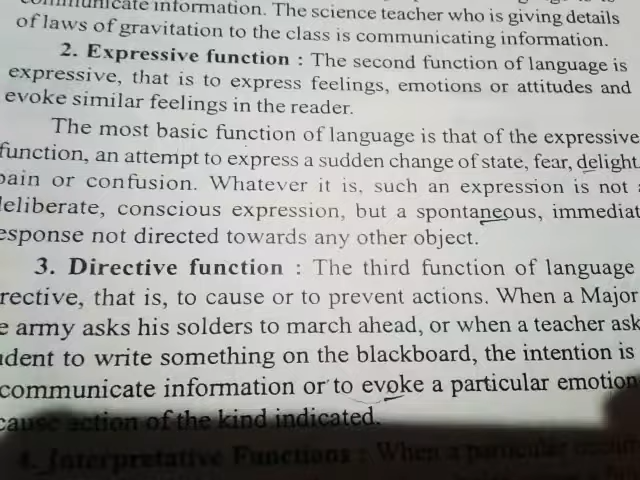 communicate information. The science teacher who is giving details
of laws of gravitation to the class is communicating information.
2. Expressive function : The second function of language is
expressive, that is to express feelings, emotions or attitudes and
evoke similar feelings in the reader.
The most basic function of language is that of the expressive
function, an attempt to express a sudden change of state, fear, delight
pain or confusion. Whatever it is, such an expression is not
deliberate, conscious expression, but a spontaneous, immediat
esponse not directed towards any other object.
3. Directive function : The third function of language
rective, that is, to cause or to prevent actions. When a Major
e army asks his solders to march ahead, or when a teacher ask
udent to write something on the blackboard, the intention is
communicate information or to evoke a particular emotion
cause action of the kind indicated.
4. Interpretative Functions : When a particular